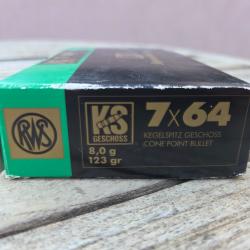 RWS
KS
GESCHOSS
8,0 g
123 gr
7x64
KEGELSPITZ GESCHOSS
CONE POINT BULLET